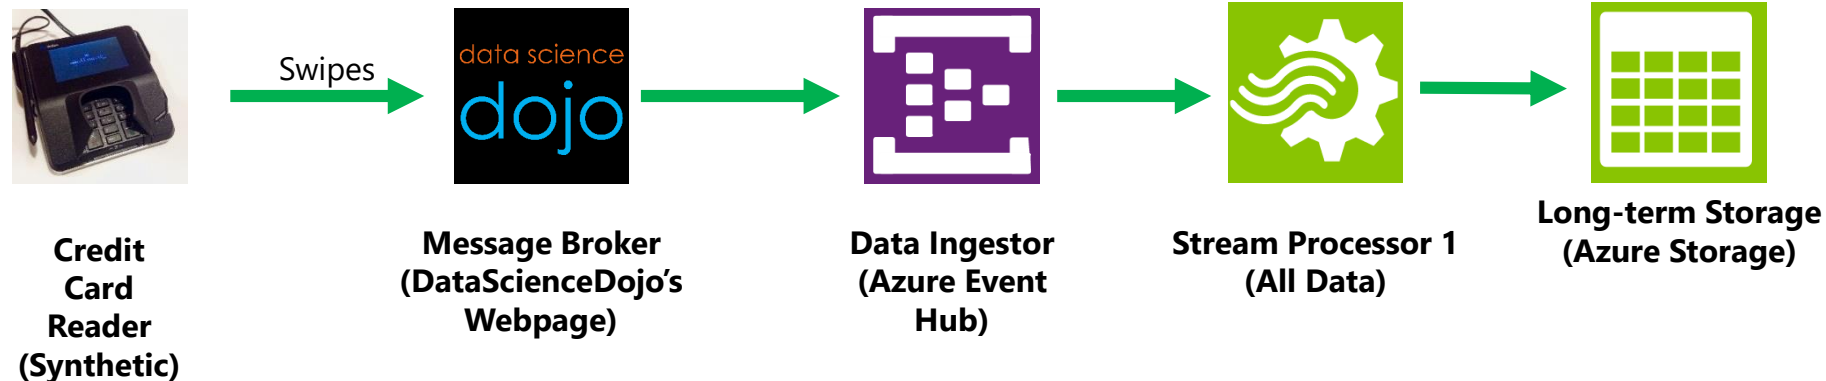 Swipes
data science
dojo
Credit
Card
Reader
(Synthetic)
Message Broker
(DataScienceDojo’s
Webpage)
Data Ingestor
(Azure Event
Hub)
Stream Processor 1
(All Data)
Long-term Storage
(Azure Storage)